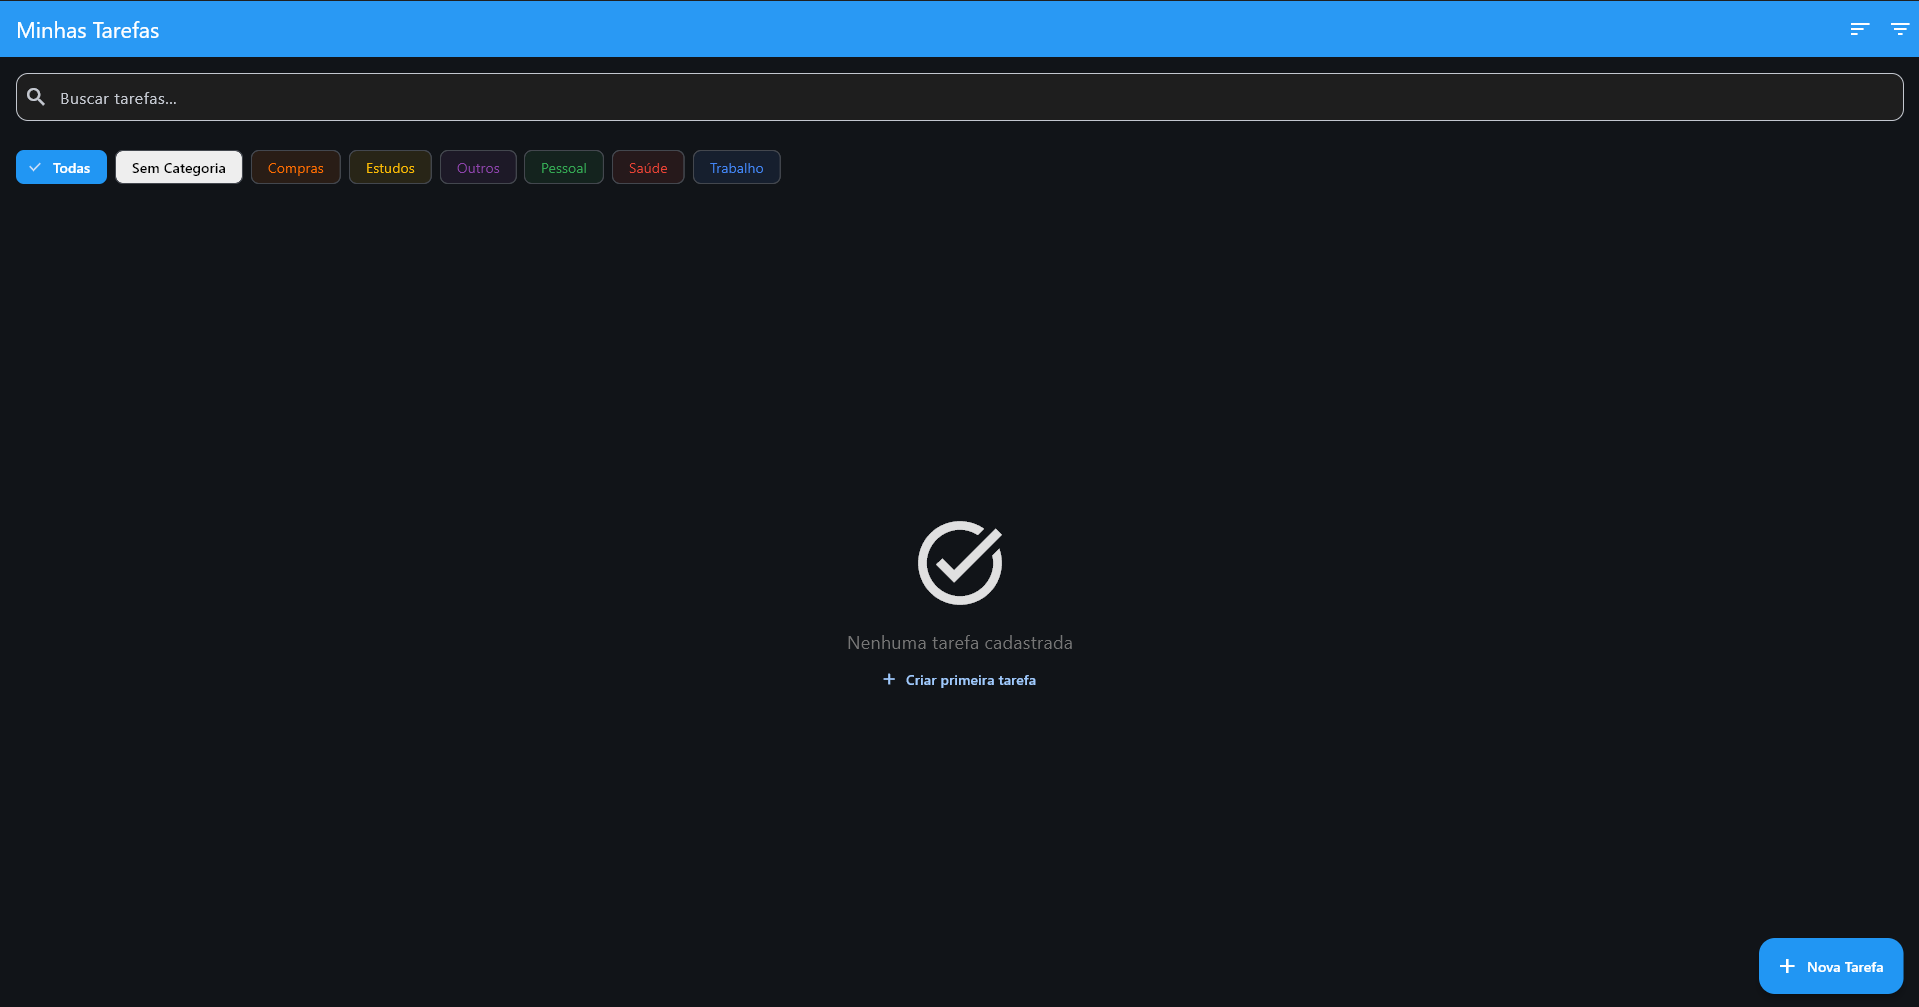 Minhas Tarefas
Buscar tarefas...
Todas Sem Categoria Compras Estudos Outros Pessoal Saúde Trabalho
Nenhuma tarefa cadastrada
+ Criar primeira tarefa
+ Nova Tarefa